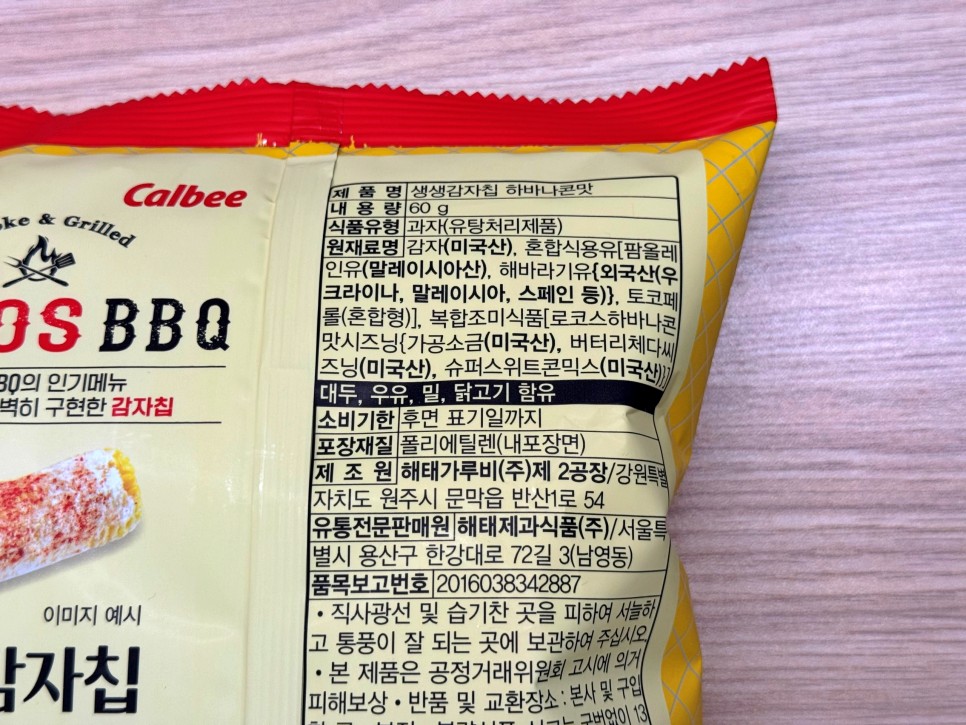 Calbee
ke & Grilled
OS BBQ
BBQ의 인기메뉴
벽히 구현한 감자칩
이미지 예시
감자칩
제 품 명 생생감자칩 하바나콘맛
내 용 량 60 g
식품유형 과자(유탕처리제품)
원재료명 감자(미국산), 혼합식용유[팜올레
인유(말레이시아산), 해바라기유{외국산(우
크라이나, 말레이시아, 스페인 등)}, 토코페
롤(혼합형)], 복합조미식품[로코스하바나콘
맛시즈닝{가공소금(미국산), 버터리체다씨
즈닝(미국산), 슈퍼스위트콘믹스(미국산)}]
대두, 우유, 밀, 닭고기 함유
소비기한 후면 표기일까지
포장재질 폴리에틸렌(내포장면)
제 조 원 해태가루비(주)제 2공장/강원특별
자치도 원주시 문막읍 반산1로 54
유통전문판매원 해태제과식품(주)/서울특
별시 용산구 한강대로 72길 3(남영동)
품목보고번호 2016038342887
• 직사광선 및 습기찬 곳을 피하여 서늘하
고 통풍이 잘 되는 곳에 보관하여 주십시오
• 본 제품은 공정거래위원회 고시에 의거
피해보상 • 반품 및 교환장소 : 본사 및 구입
구번없이 13